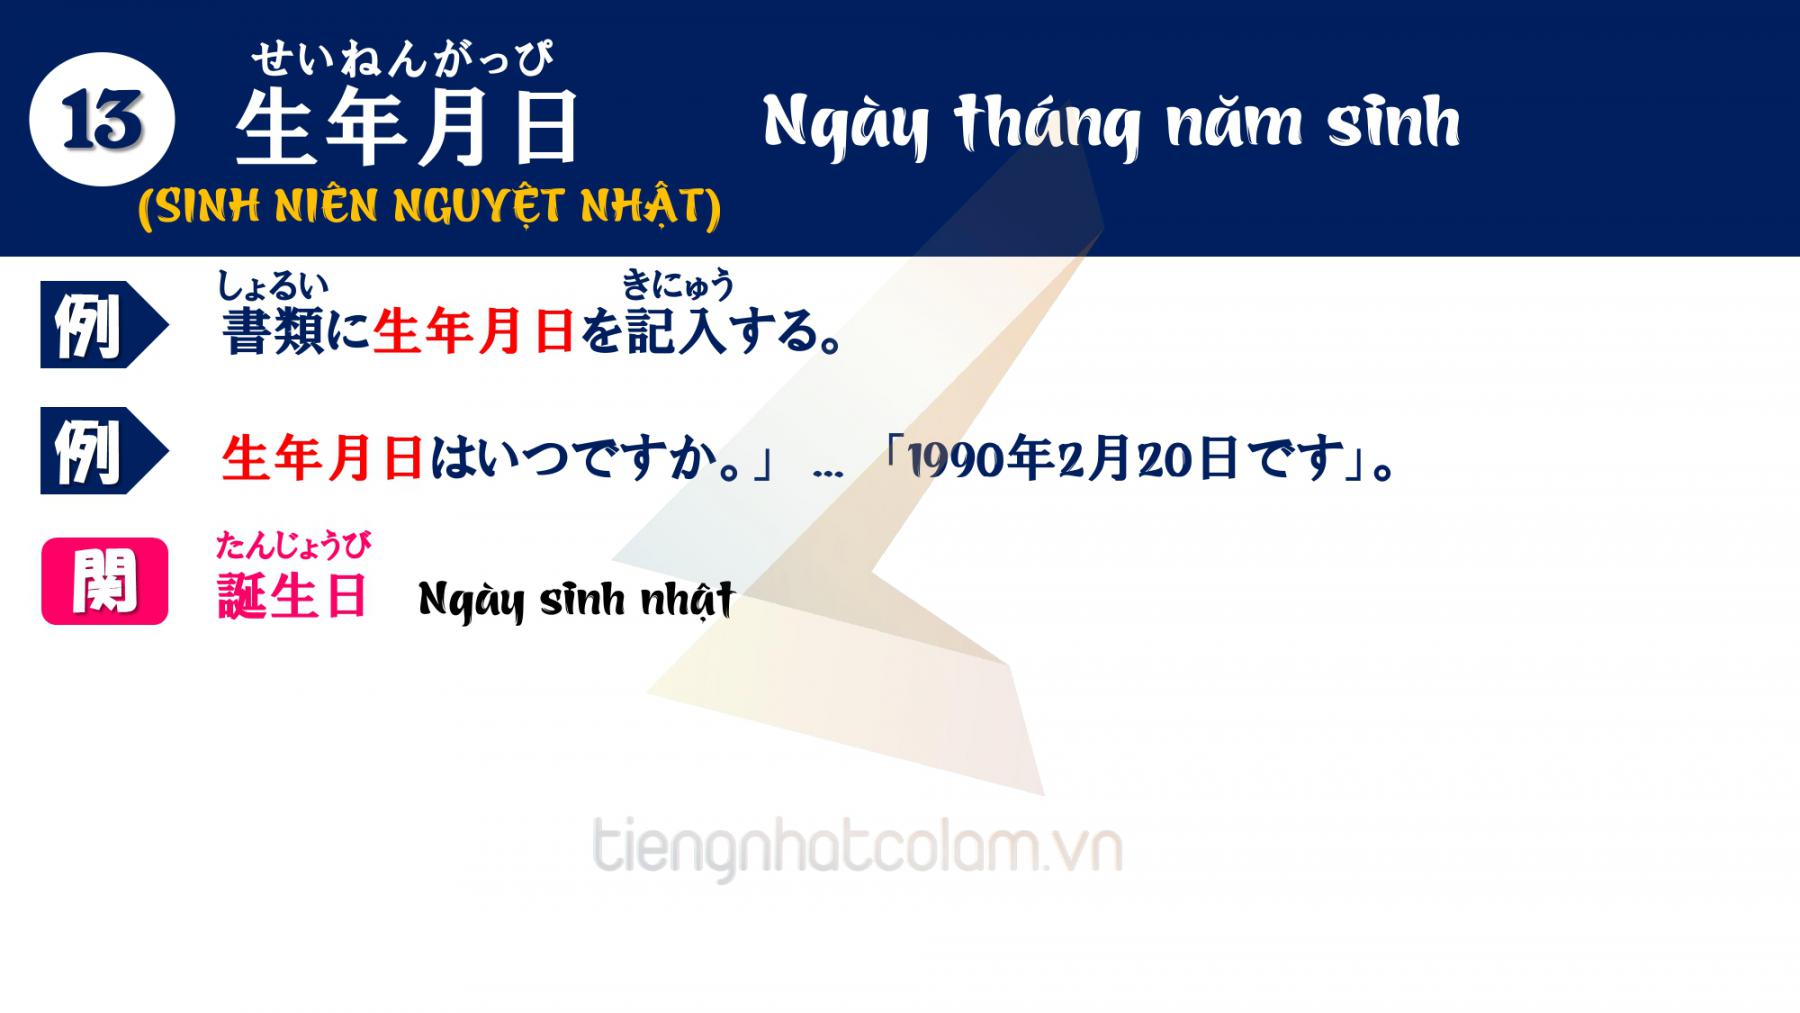 せいねんがっぴ
13 生年月日 Ngày tháng năm sinh
(SINH NIÊN NGUYỆT NHẬT)
しょるい きにゅう
例 書類に生年月日を記入する。
例 生年月日はいつですか。」 ... 「1990年2月20日です」。
たんじょうび
関 誕生日 Ngày sinh nhật
tiengnhatcolam.vn